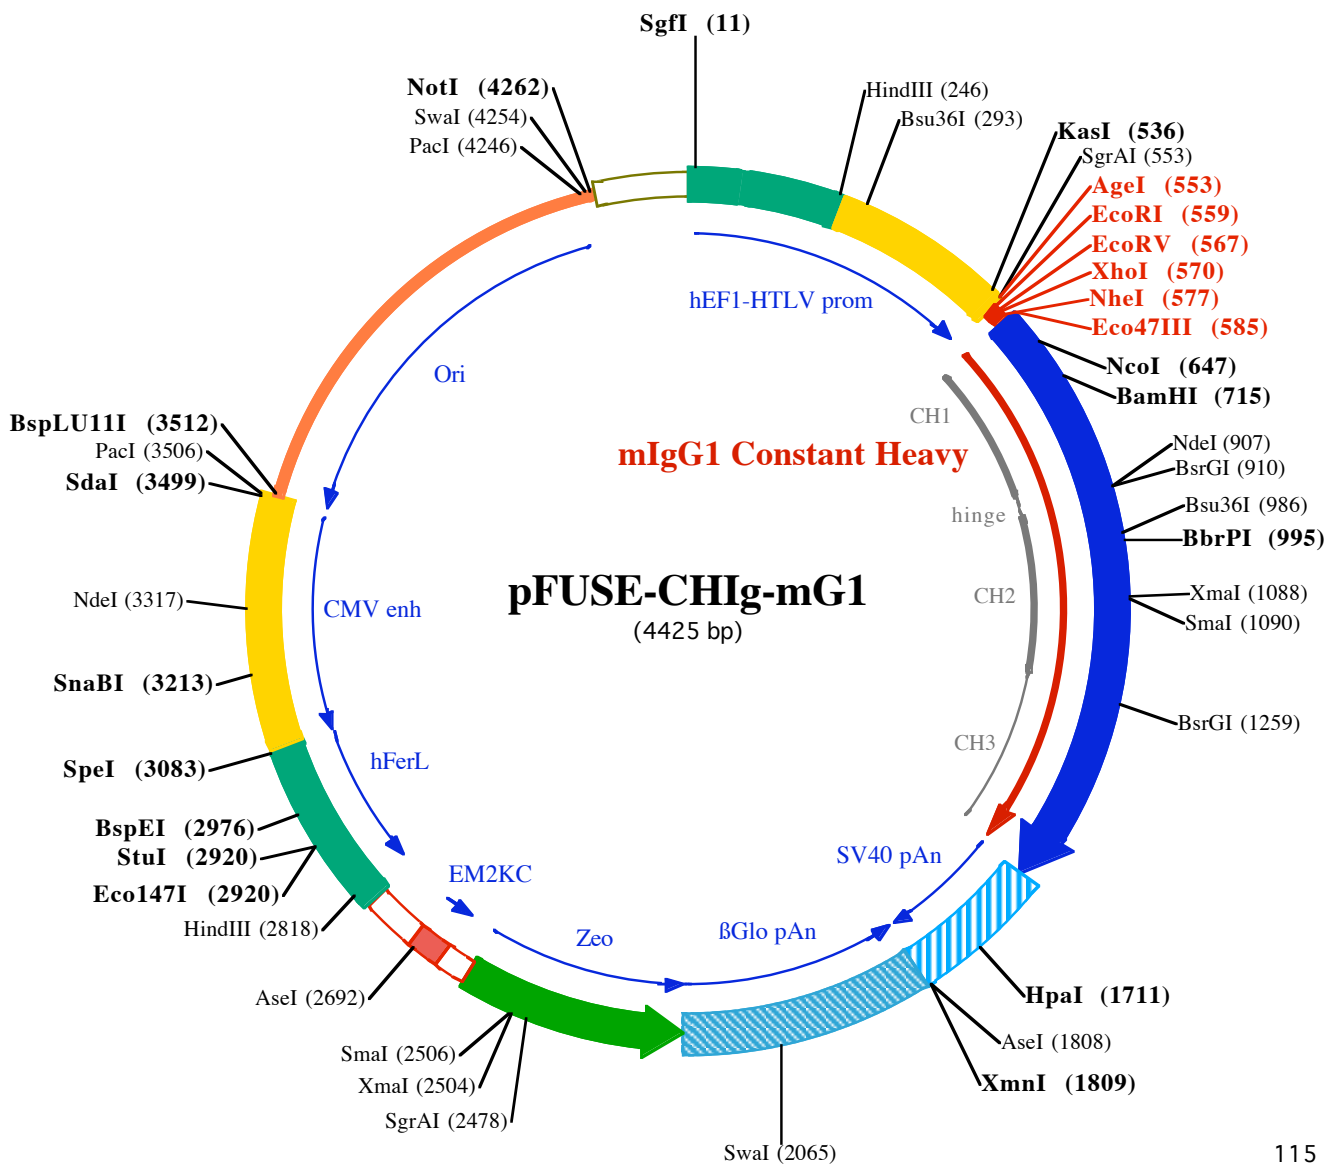 SgfI (11)
NotI (4262)
SwaI (4254)
PacI (4246)
HindIII (246)
Bsu36I (293)
KasI (536)
SgrAI (553)
AgeI (553)
EcoRI (559)
EcoRV (567)
XhoI (570)
NheI (577)
Eco47III (585)
NcoI (647)
BamHI (715)
NdeI (907)
BsrGI (910)
Bsu36I (986)
BbrPI (995)
XmaI (1088)
SmaI (1090)
BsrGI (1259)
HpaI (1711)
AseI (1808)
XmnI (1809)
SwaI (2065)
SgrAI (2478)
XmaI (2504)
SmaI (2506)
AseI (2692)
HindIII (2818)
Eco147I (2920)
StuI (2920)
BspEI (2976)
SpeI (3083)
SnaBI (3213)
NdeI (3317)
SdaI (3499)
PacI (3506)
BspLU11I (3512)
hEF1-HTLV prom
Ori
CH1
mIgG1 Constant Heavy
hinge
pFUSE-CHIg-mG1
(4425 bp)
CH2
CMV enh
CH3
hFerL
SV40 pAn
EM2KC
Zeo
ßGlo pAn
115